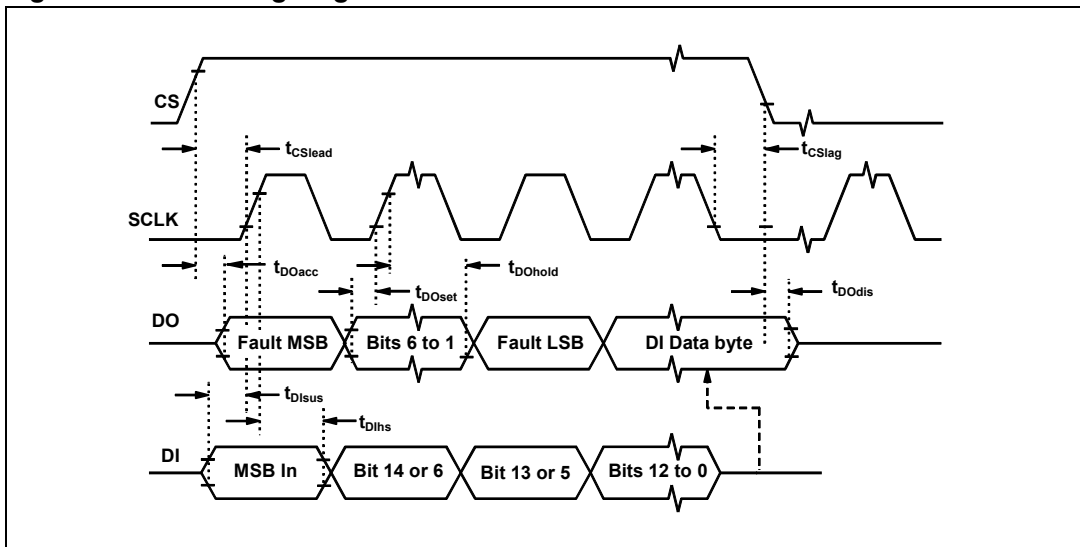 CS
tCSlead
tCSlag
SCLK
tDOacc
tDOset
tDOhold
tDOdis
DO
Fault MSB
Bits 6 to 1
Fault LSB
DI Data byte
tDIsus
tDIhs
DI
MSB In
Bit 14 or 6
Bit 13 or 5
Bits 12 to 0